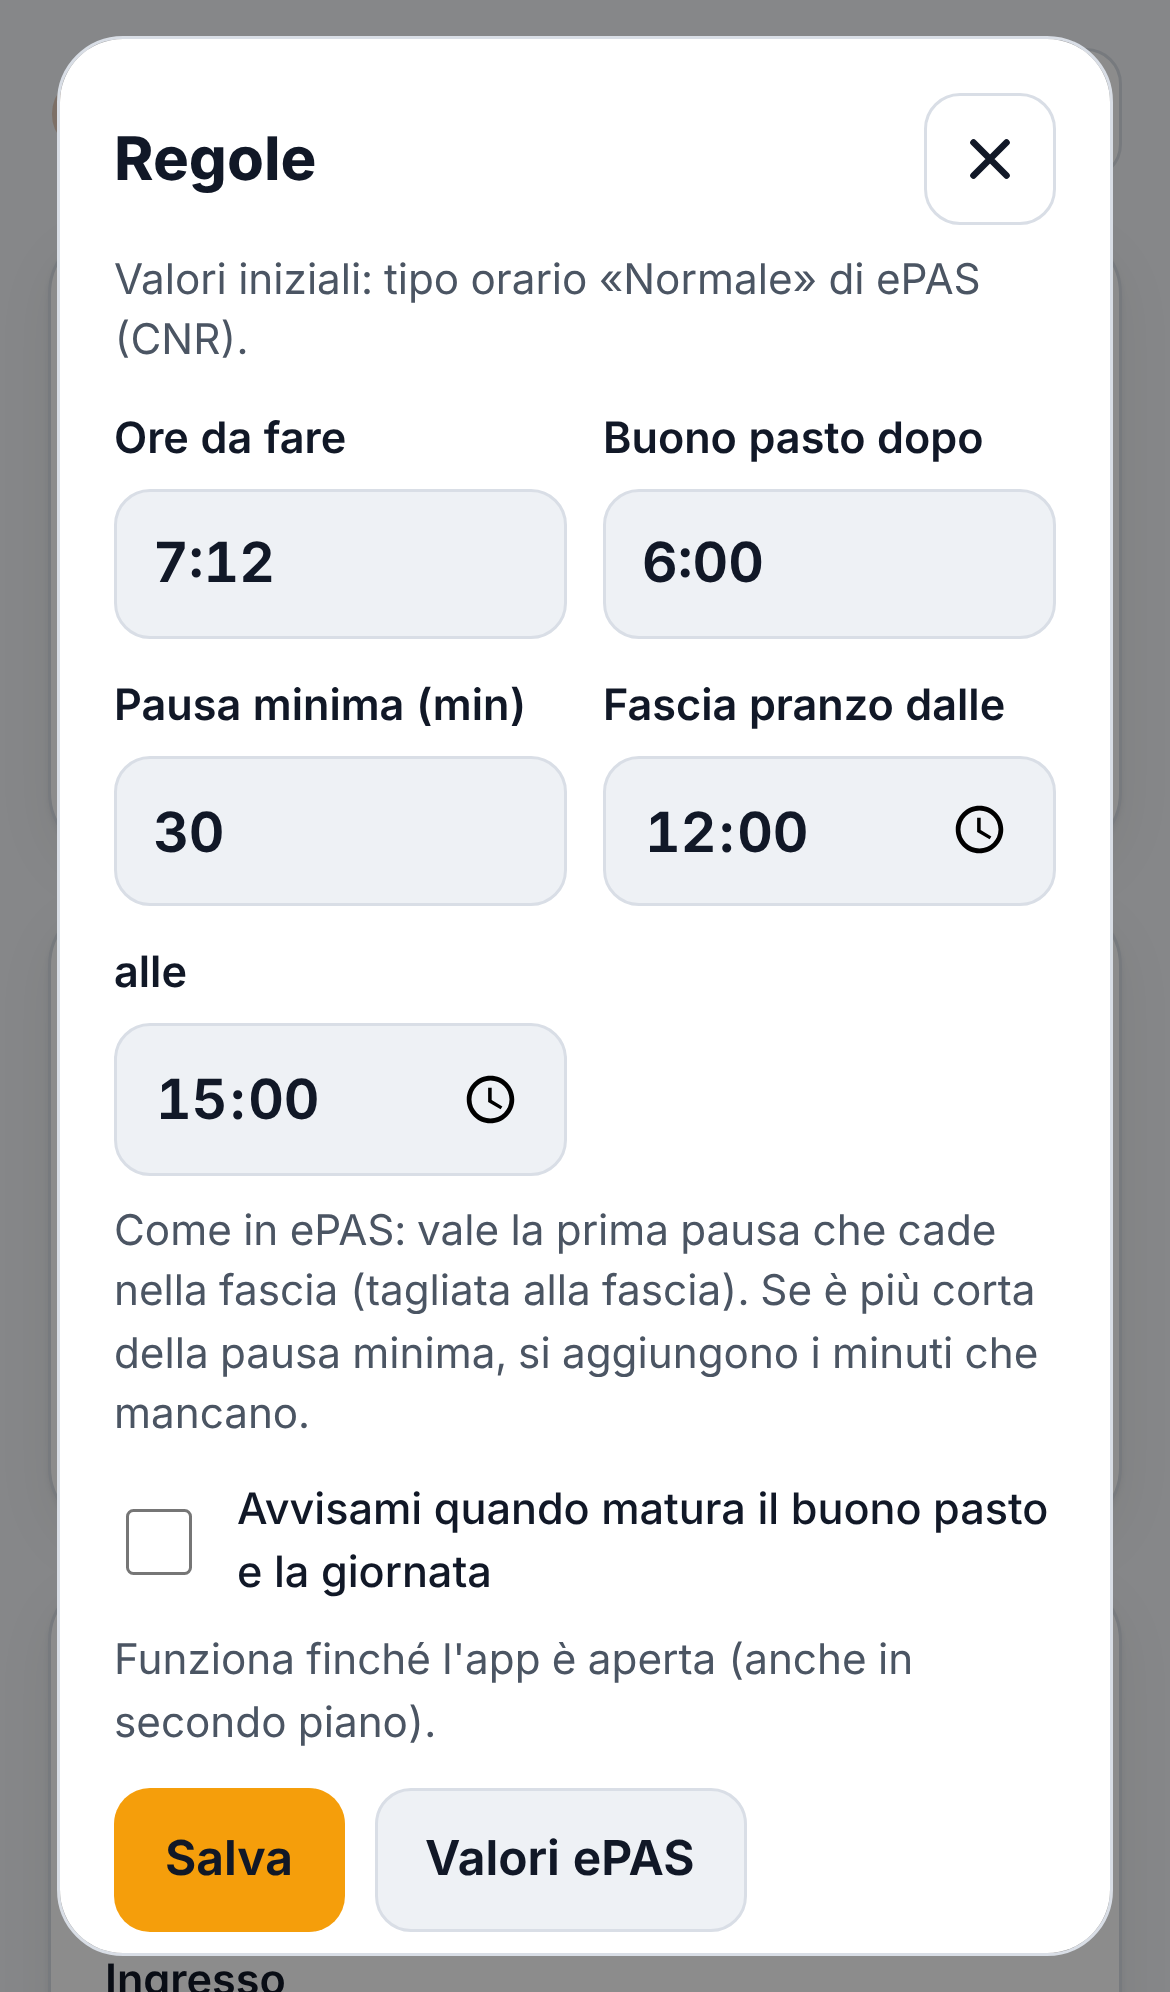 Regole
Valori iniziali: tipo orario «Normale» di ePAS
(CNR).
Ore da fare
Buono pasto dopo
7:12
6:00
Pausa minima (min)
Fascia pranzo dalle
30
12:00
alle
15:00
Come in ePAS: vale la prima pausa che cade
nella fascia (tagliata alla fascia). Se è più corta
della pausa minima, si aggiungono i minuti che
mancano.
Avvisami quando matura il buono pasto
e la giornata
Funziona finché l'app è aperta (anche in
secondo piano).
Salva
Valori ePAS
Ingresso